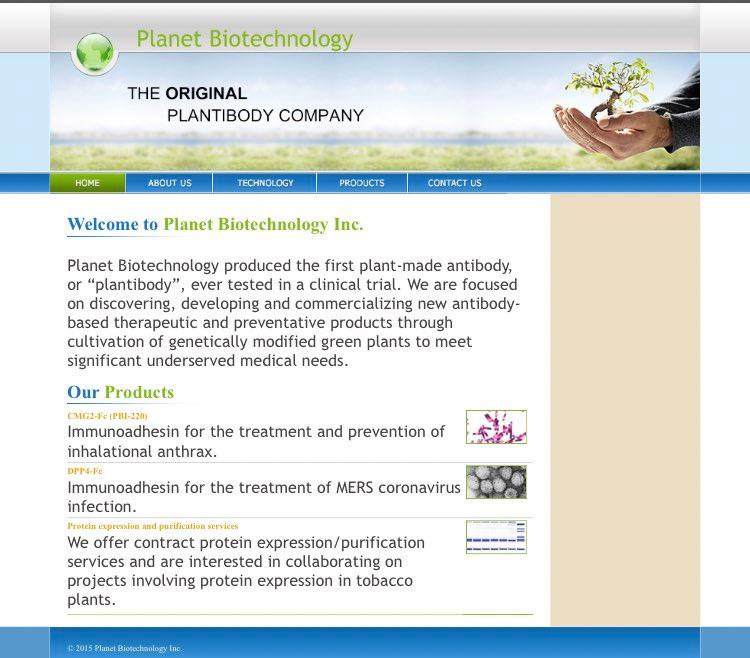 Planet Biotechnology
THE ORIGINAL
PLANTIBODY COMPANY
HOME ABOUT US TECHNOLOGY PRODUCTS CONTACT US
Welcome to Planet Biotechnology Inc.
Planet Biotechnology produced the first plant-made antibody,
or “plantibody”, ever tested in a clinical trial. We are focused
on discovering, developing and commercializing new antibody-
based therapeutic and preventative products through
cultivation of genetically modified green plants to meet
significant underserved medical needs.
Our Products
CMG2-Fc (PBI-220)
Immunoadhesin for the treatment and prevention of
inhalational anthrax.
DPP4-Fc
Immunoadhesin for the treatment of MERS coronavirus
infection.
Protein expression and purification services
We offer contract protein expression/purification
services and are interested in collaborating on
projects involving protein expression in tobacco
plants.
© 2015 Planet Biotechnology Inc.